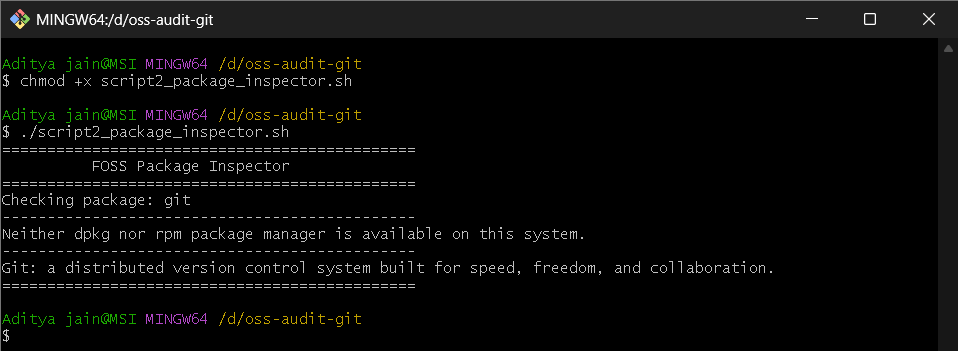 MINGW64:/d/oss-audit-git
Aditya jain@MSI MINGW64 /d/oss-audit-git
$ chmod +x script2_package_inspector.sh
Aditya jain@MSI MINGW64 /d/oss-audit-git
$ ./script2_package_inspector.sh
==============================================
FOSS Package Inspector
==============================================
Checking package: git
----------------------------------------------
Neither dpkg nor rpm package manager is available on this system.
----------------------------------------------
Git: a distributed version control system built for speed, freedom, and collaboration.
==============================================
Aditya jain@MSI MINGW64 /d/oss-audit-git
$